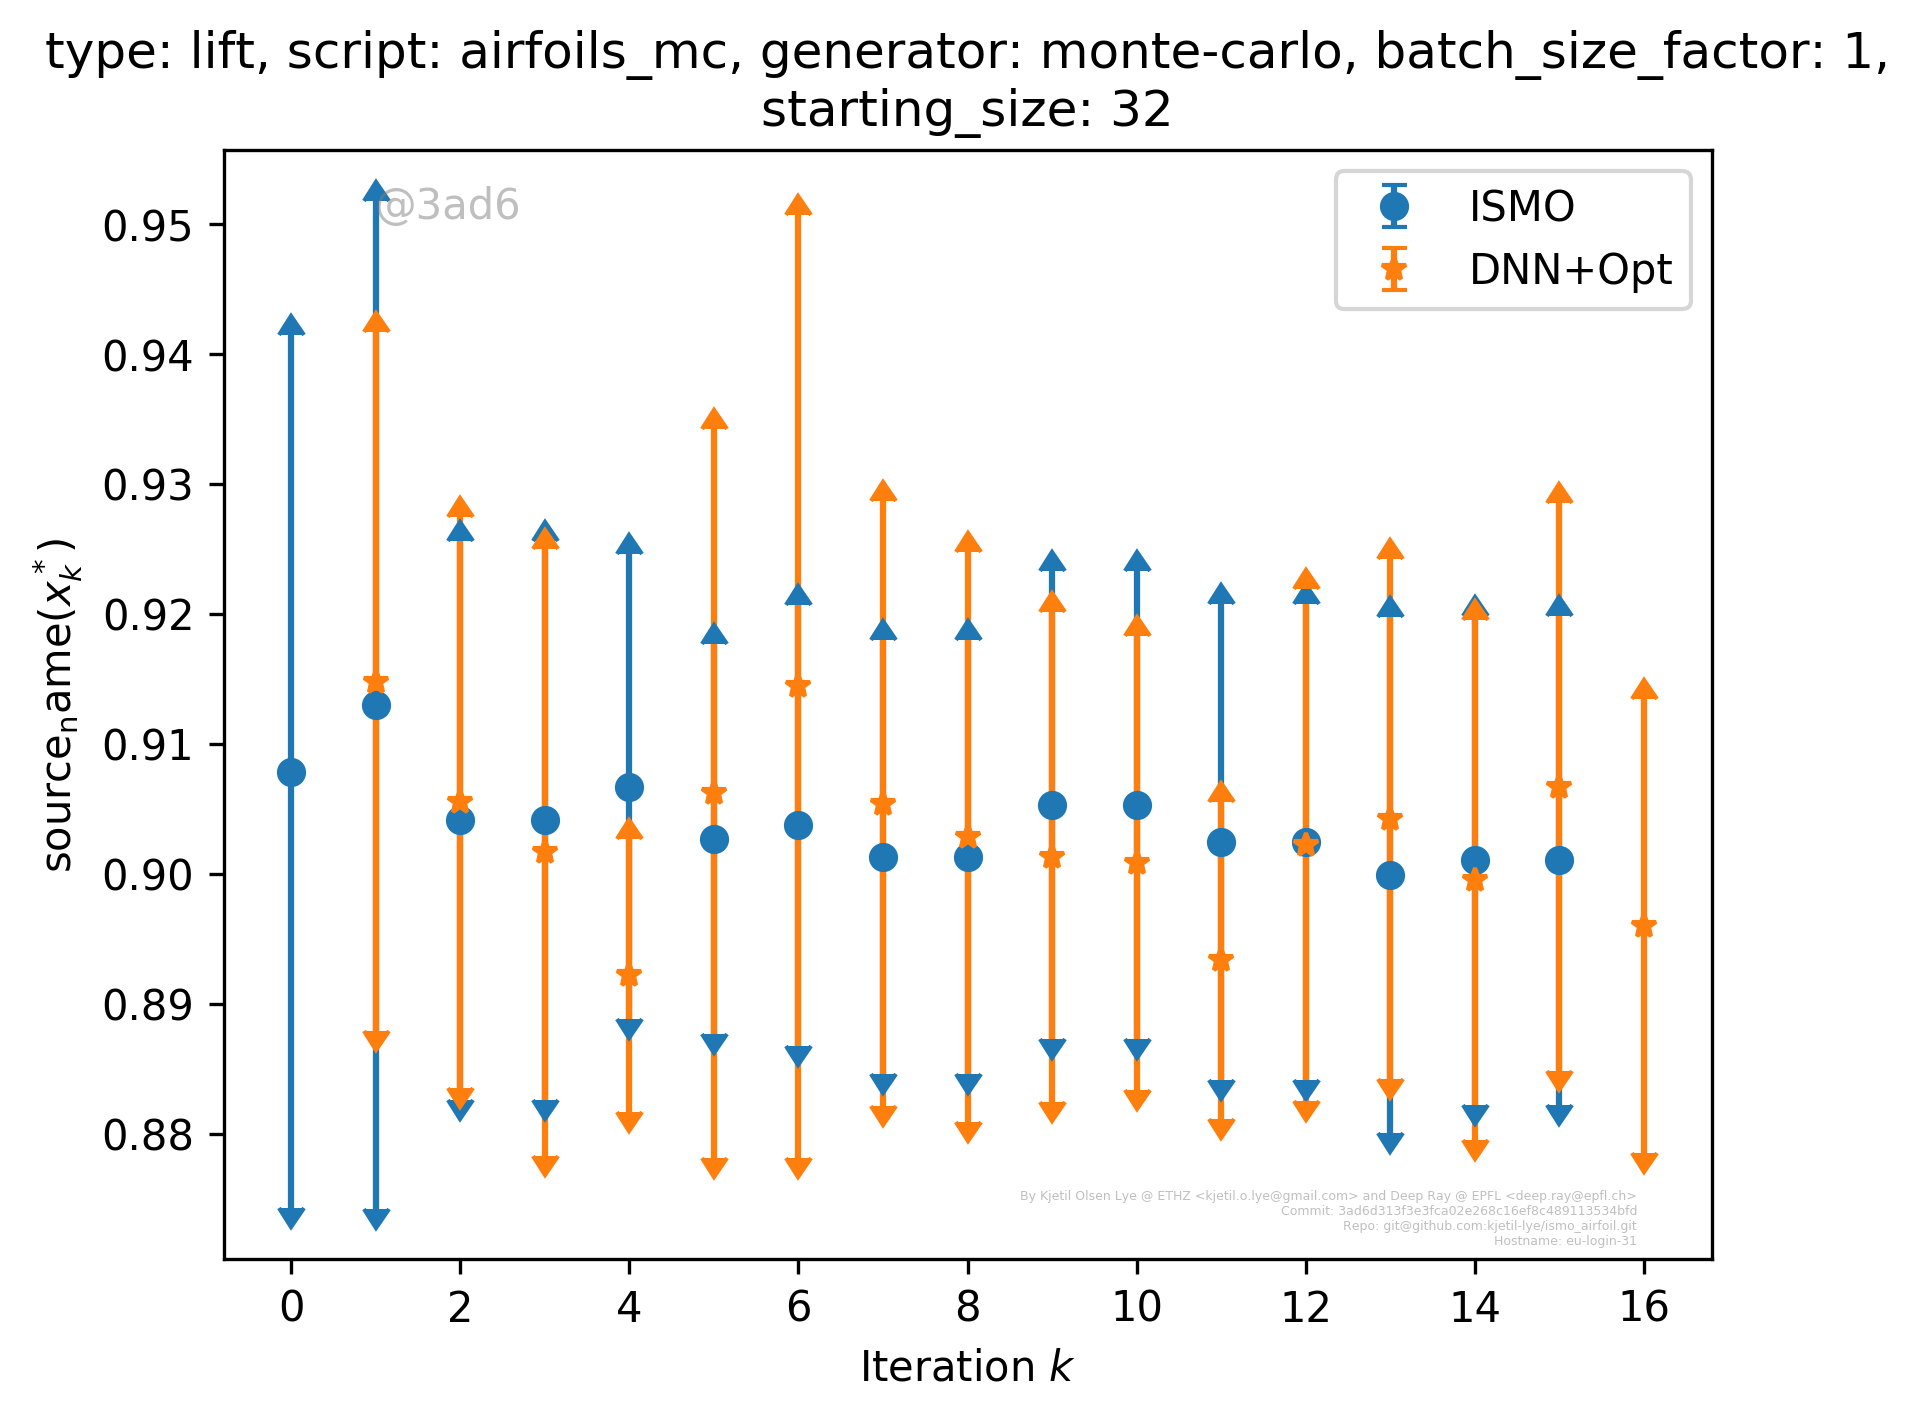 type: lift, script: airfoils_mc, generator: monte-carlo, batch_size_factor: 1,
starting_size: 32
@3ad6
ISMO
DNN+Opt
0.95
0.94
0.93
0.92
0.91
0.90
0.89
0.88
source_name(x_k^*)
By Kjetil Olsen Lye @ ETHZ <kjetil.o.lye@gmail.com> and Deep Ray @ EPFL <deep.ray@epfl.ch>
Commit: 3ad6d313f3e3fca02e268c16ef8c489113534bfd
Repo: git@github.com:kjetil-lye/ismo_airfoil.git
Hostname: eu-login-31
0 2 4 6 8 10 12 14 16
Iteration k